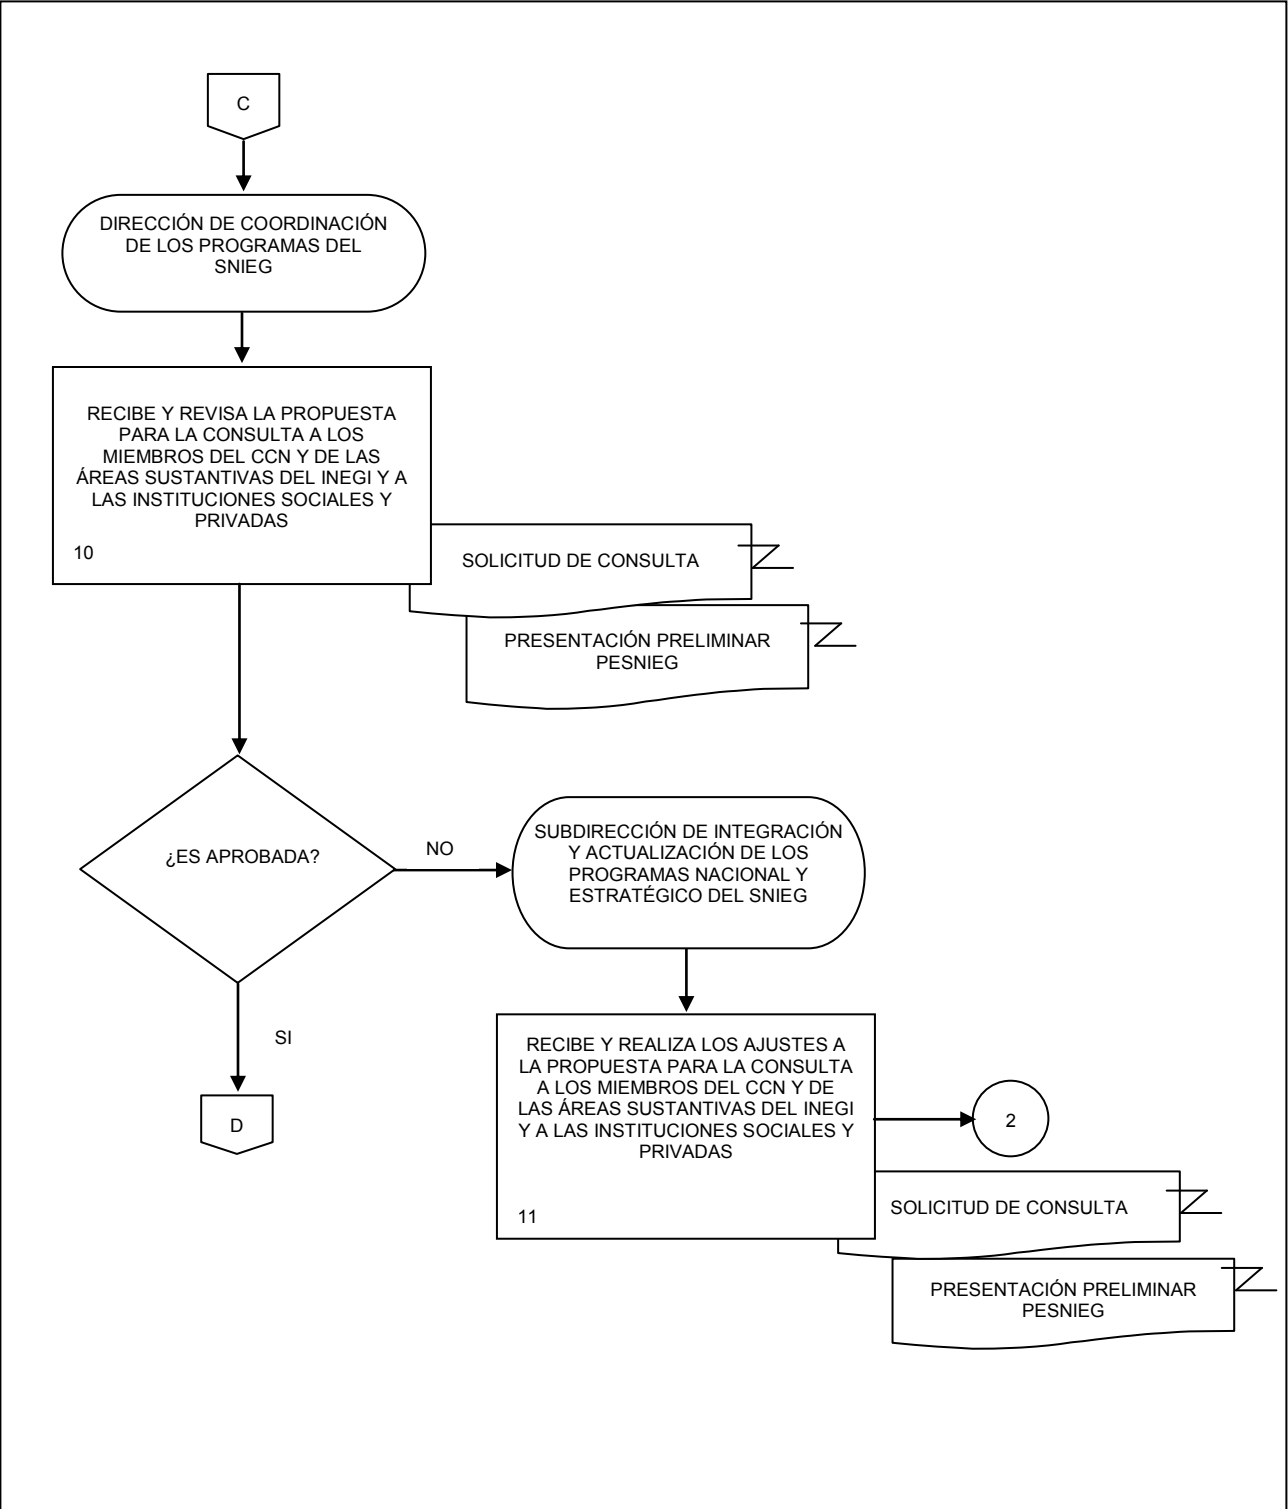 C
DIRECCIÓN DE COORDINACIÓN
DE LOS PROGRAMAS DEL
SNIEG
RECIBE Y REVISA LA PROPUESTA
PARA LA CONSULTA A LOS
MIEMBROS DEL CCN Y DE LAS
ÁREAS SUSTANTIVAS DEL INEGI Y A
LAS INSTITUCIONES SOCIALES Y
PRIVADAS
10
SOLICITUD DE CONSULTA
PRESENTACIÓN PRELIMINAR
PESNIEG
¿ES APROBADA?
NO
SUBDIRECCIÓN DE INTEGRACIÓN
Y ACTUALIZACIÓN DE LOS
PROGRAMAS NACIONAL Y
ESTRATÉGICO DEL SNIEG
SI
D
RECIBE Y REALIZA LOS AJUSTES A
LA PROPUESTA PARA LA CONSULTA
A LOS MIEMBROS DEL CCN Y DE
LAS ÁREAS SUSTANTIVAS DEL INEGI
Y A LAS INSTITUCIONES SOCIALES Y
PRIVADAS
11
2
SOLICITUD DE CONSULTA
PRESENTACIÓN PRELIMINAR
PESNIEG